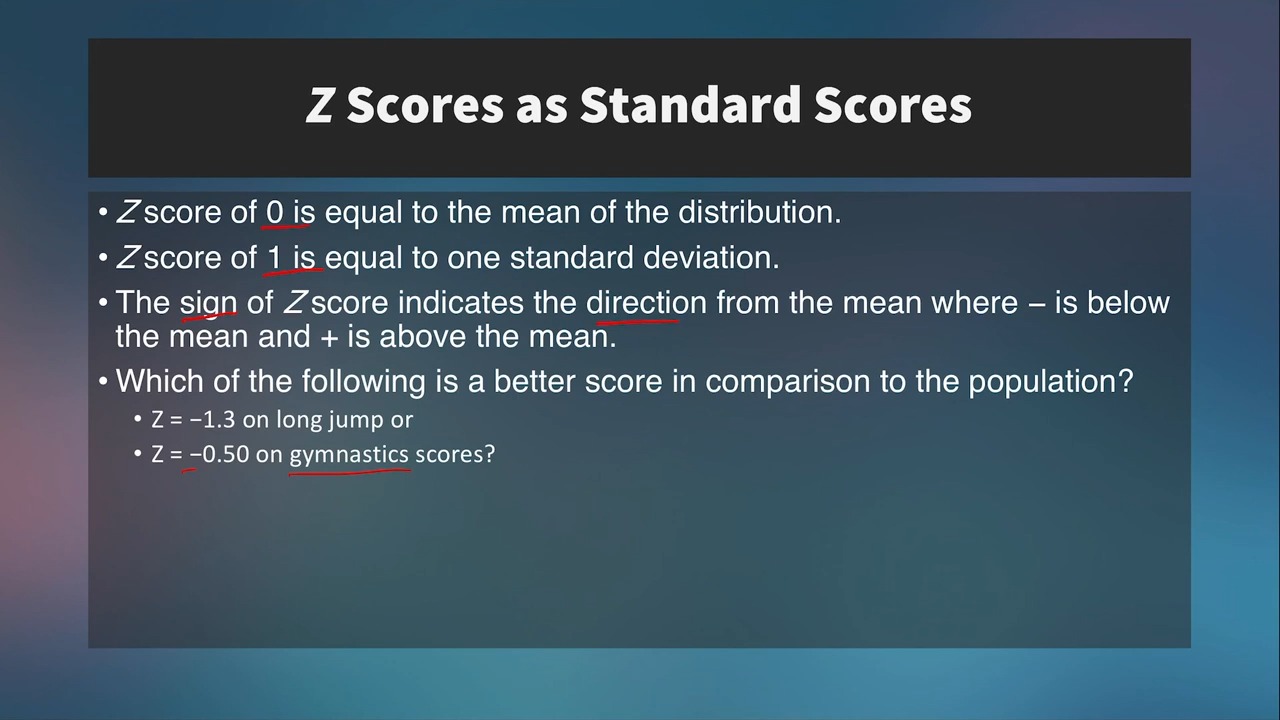 Z Scores as Standard Scores
• Z score of 0 is equal to the mean of the distribution.
• Z score of 1 is equal to one standard deviation.
• The sign of Z score indicates the direction from the mean where – is below
the mean and + is above the mean.
• Which of the following is a better score in comparison to the population?
• Z = −1.3 on long jump or
• Z = −0.50 on gymnastics scores?